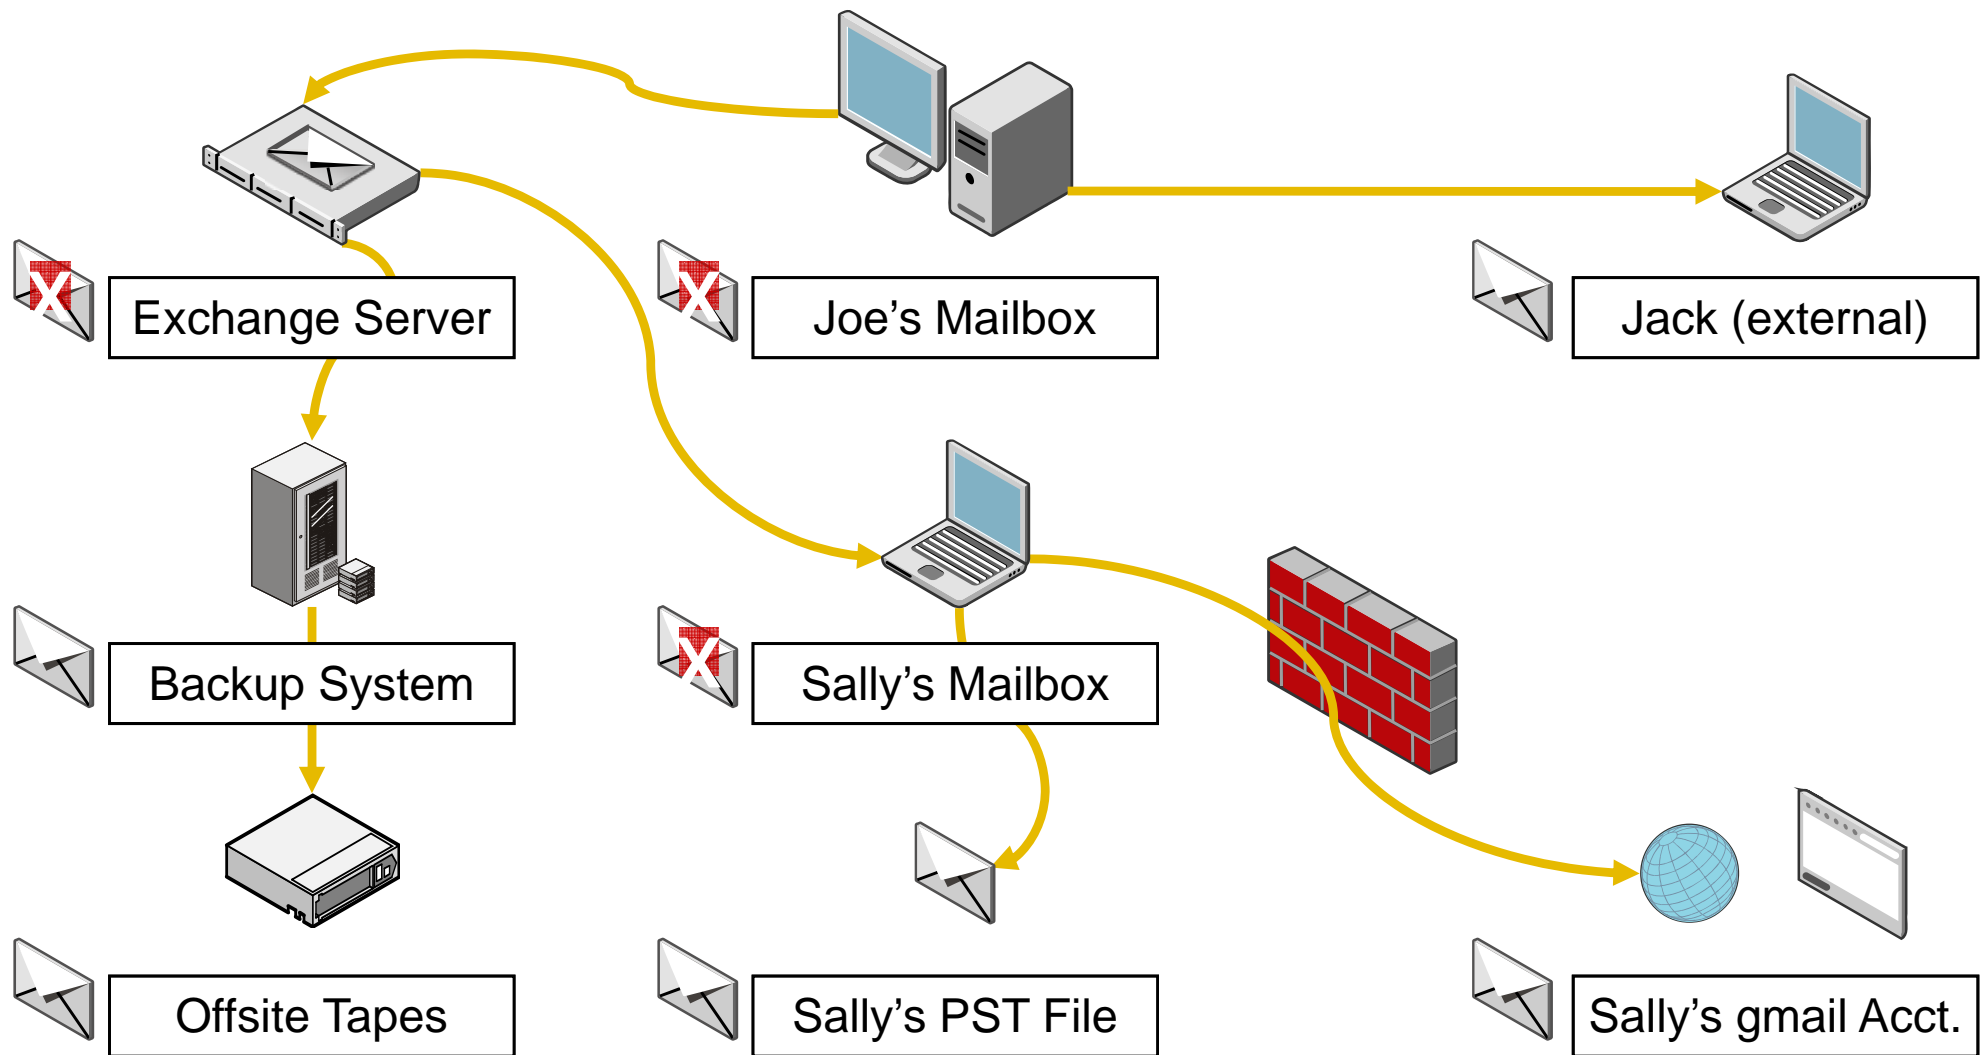 X
Exchange Server
X
Joe’s Mailbox
Jack (external)
Backup System
X
Sally’s Mailbox
Offsite Tapes
Sally’s PST File
Sally’s gmail Acct.